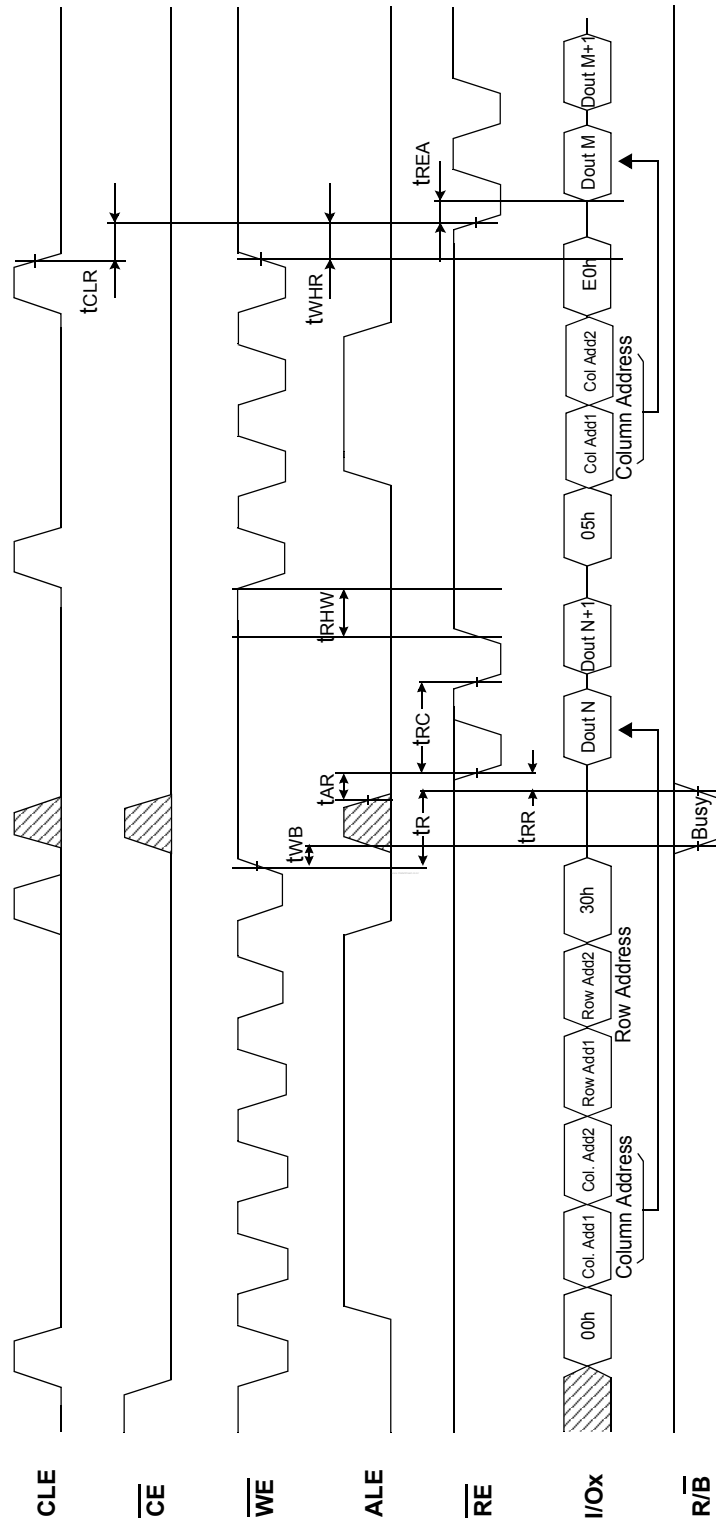 CLE
tCLR
CE
WE
tWB
tWHR
ALE
tAR
tRHW
RE
tR
tRC
tREA
tRR
I/Ox
00h
Col. Add1
Col. Add2
Row Add1
Row Add2
30h
Dout N
Dout N+1
05h
Col Add1
Col Add2
E0h
Dout M
Dout M+1
Column Address
Row Address
Column Address
R/B
Busy